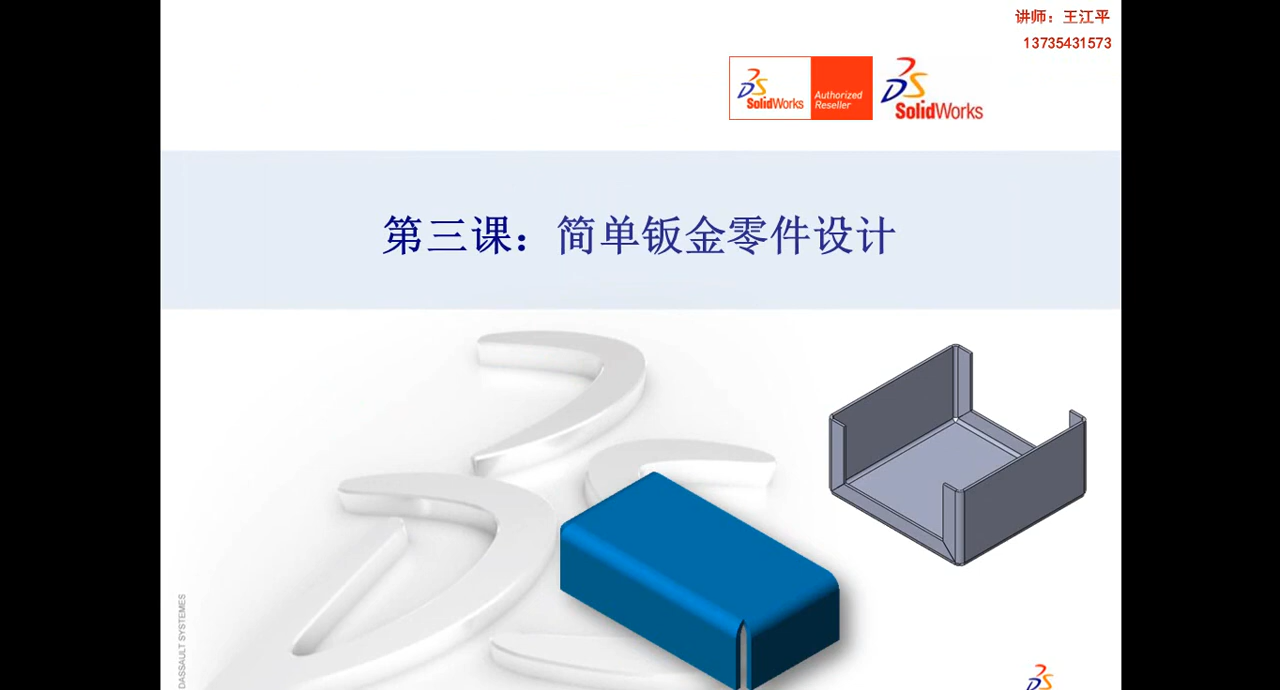 讲师：王江平
13735431573
SolidWorks
Authorized
Reseller
SolidWorks
第三课：简单钣金零件设计
DASSAULT SYSTEMES